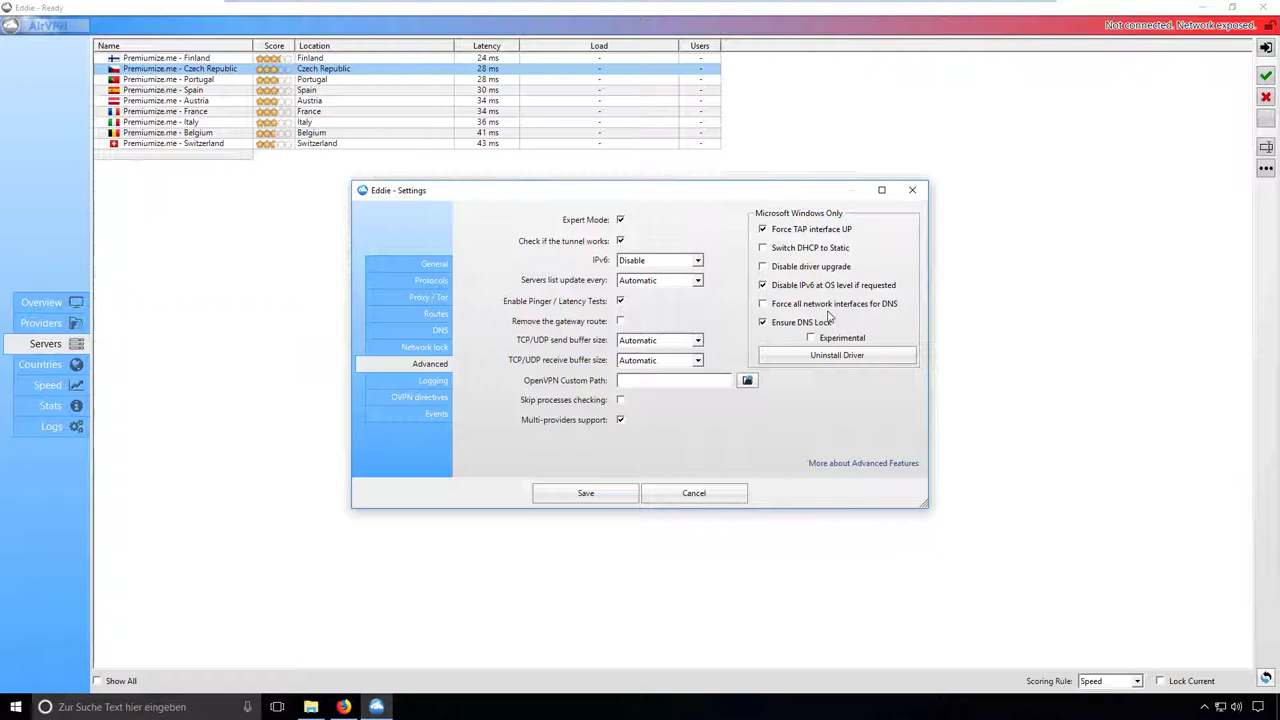 Eddie - Ready
AirVPN
Not connected. Network exposed.
Name Score Location Latency Load Users
Premiumize.me - Finland Finland 24 ms - -
Premiumize.me - Czech Republic Czech Republic 28 ms - -
Premiumize.me - Portugal Portugal 28 ms - -
Premiumize.me - Spain Spain 30 ms - -
Premiumize.me - Austria Austria 34 ms - -
Premiumize.me - France France 34 ms - -
Premiumize.me - Italy Italy 36 ms - -
Premiumize.me - Belgium Belgium 41 ms - -
Premiumize.me - Switzerland Switzerland 43 ms - -
Overview
Providers
Servers
Countries
Speed
Stats
Logs
Eddie - Settings
General
Protocols
Proxy / Tor
Routes
DNS
Network lock
Advanced
Logging
OVPN directives
Events
Expert Mode:
Check if the tunnel works:
IPv6: Disable
Servers list update every: Automatic
Enable Pinger / Latency Tests:
Remove the gateway route:
TCP/UDP send buffer size: Automatic
TCP/UDP receive buffer size: Automatic
OpenVPN Custom Path:
Skip processes checking:
Multi-providers support:
Microsoft Windows Only
Force TAP interface UP
Switch DHCP to Static
Disable driver upgrade
Disable IPv6 at OS level if requested
Force all network interfaces for DNS
Ensure DNS Lock
Experimental
Uninstall Driver
More about Advanced Features
Save Cancel
Show All
Scoring Rule: Speed Lock Current
Zur Suche Text hier eingeben